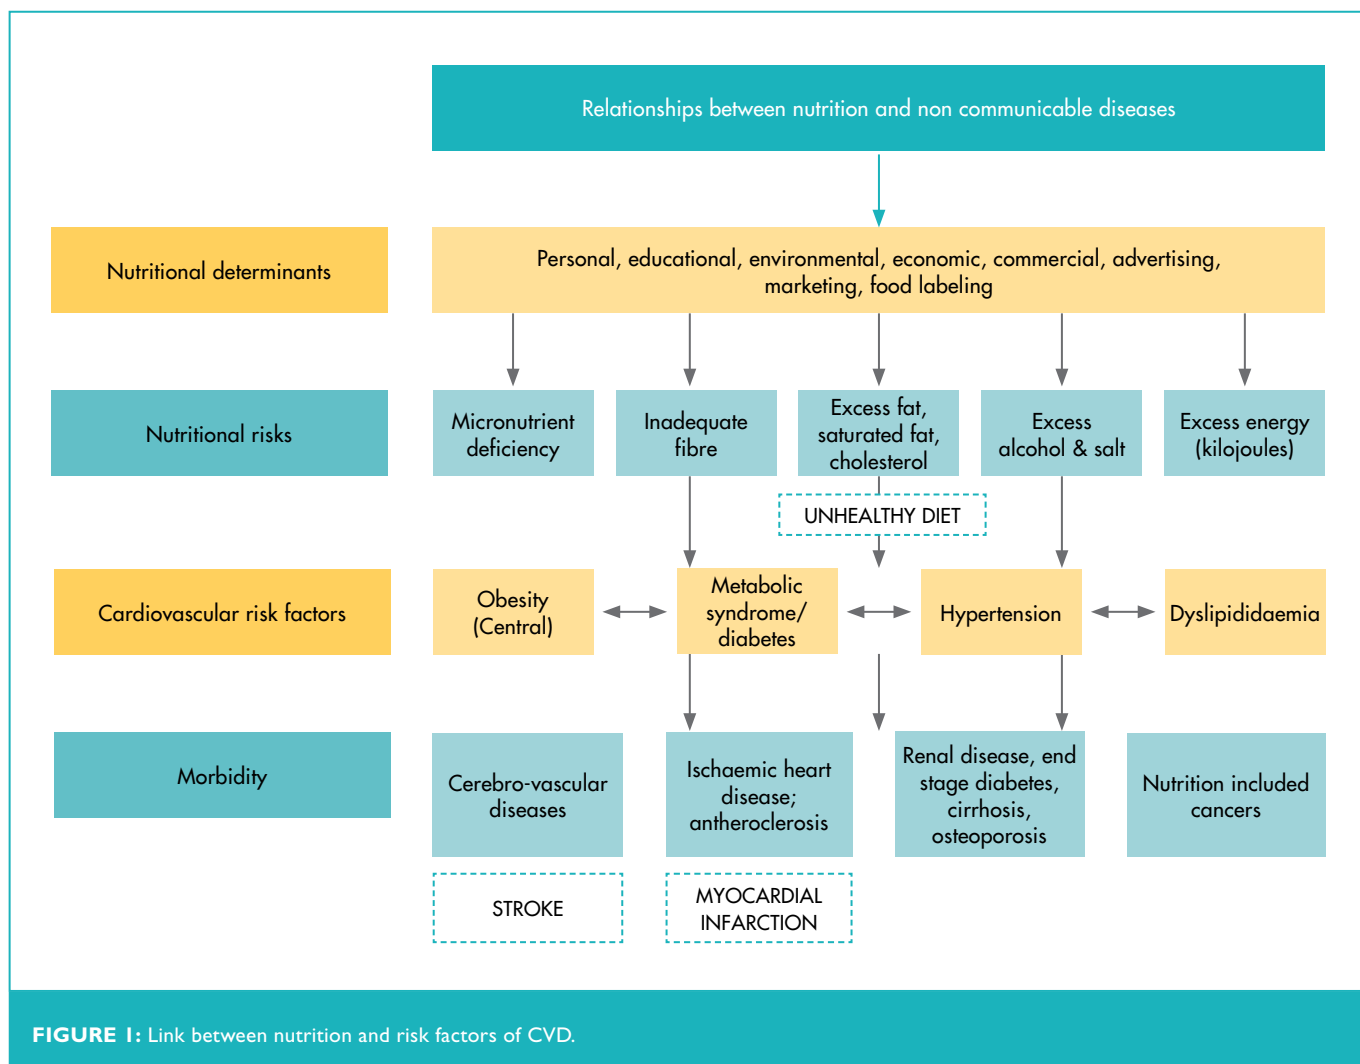 Relationships between nutrition and non communicable diseases
Nutritional determinants
Personal, educational, environmental, economic, commercial, advertising,
marketing, food labeling
Nutritional risks
Micronutrient
deficiency
Inadequate
fibre
Excess fat,
saturated fat,
cholesterol
Excess
alcohol & salt
Excess energy
(kilojoules)
UNHEALTHY DIET
Cardiovascular risk factors
Obesity
(Central)
Metabolic
syndrome/
diabetes
Hypertension
Dyslipididaemia
Morbidity
Cerebro-vascular
diseases
Ischaemic heart
disease;
antheroclerosis
Renal disease, end
stage diabetes,
cirrhosis,
osteoporosis
Nutrition included
cancers
STROKE
MYOCARDIAL
INFARCTION
FIGURE 1: Link between nutrition and risk factors of CVD.